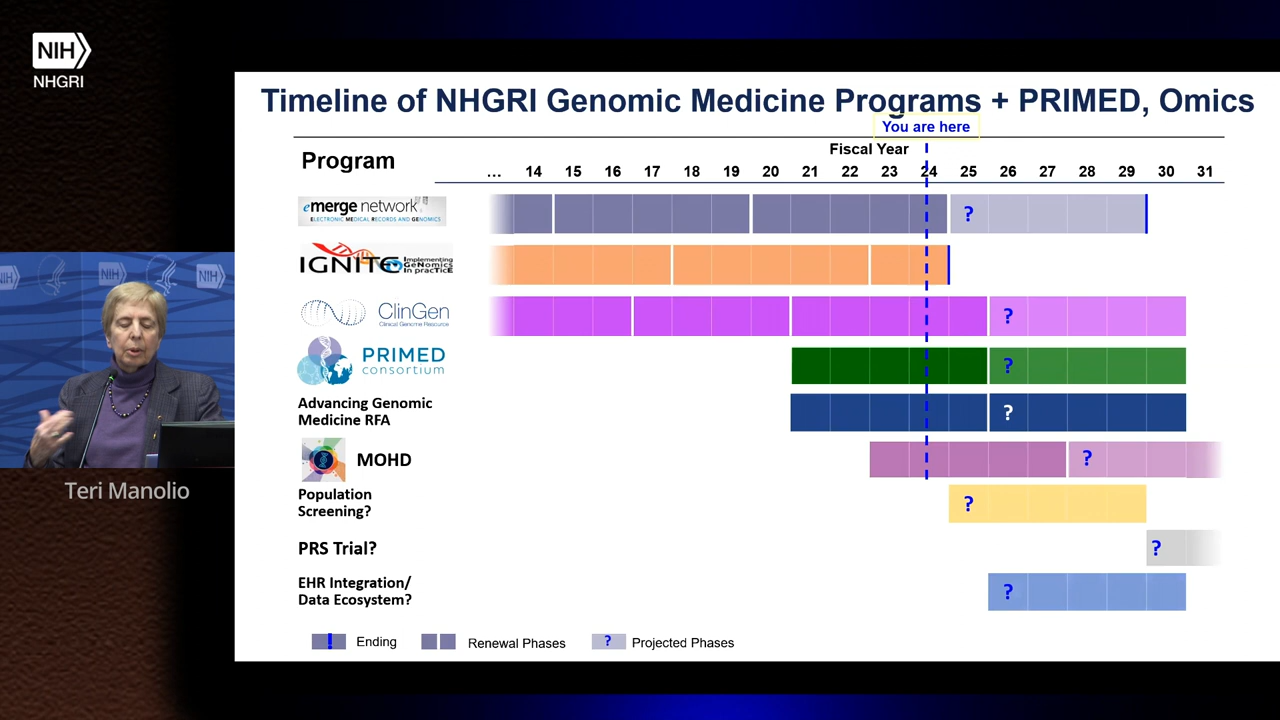 NIH
NHGRI
Timeline of NHGRI Genomic Medicine Programs + PRIMED, Omics
You are here
Fiscal Year
Program
... 14 15 16 17 18 19 20 21 22 23 24 25 26 27 28 29 30 31
emerge network
ELECTRONIC MEDICAL RECORDS AND GENOMICS
?
IGNITE Implementing GeNomics In pracTicE
ClinGen
Clinical Genome Resource
?
PRIMED
consortium
?
Advancing Genomic
Medicine RFA
?
MOHD
?
Population
Screening?
?
PRS Trial?
?
EHR Integration/
Data Ecosystem?
?
! Ending
Renewal Phases
? Projected Phases
NIH
NIH
NIH
Teri Manolio